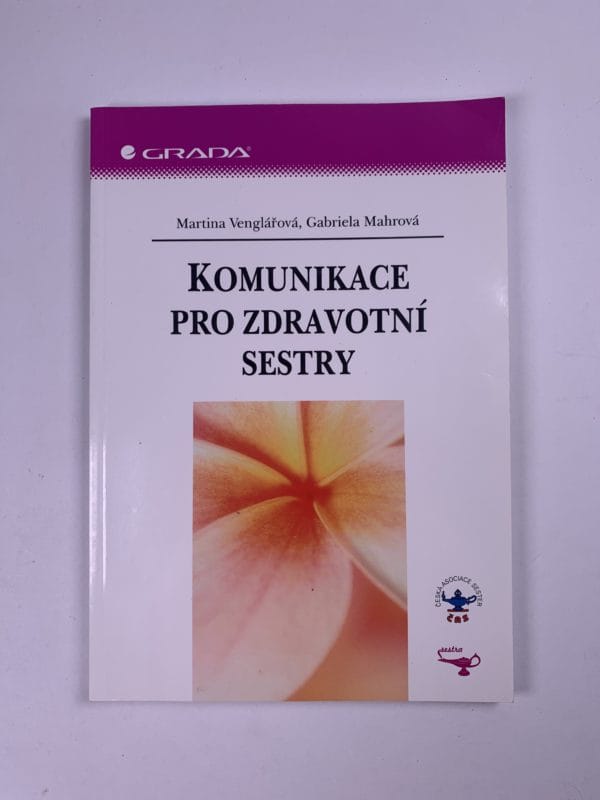 GRADA®
Martina Venglářová, Gabriela Mahrová
KOMUNIKACE
PRO ZDRAVOTNÍ
SESTRY
ČESKÁ ASOCIACE SESTER
ČAS
sestra